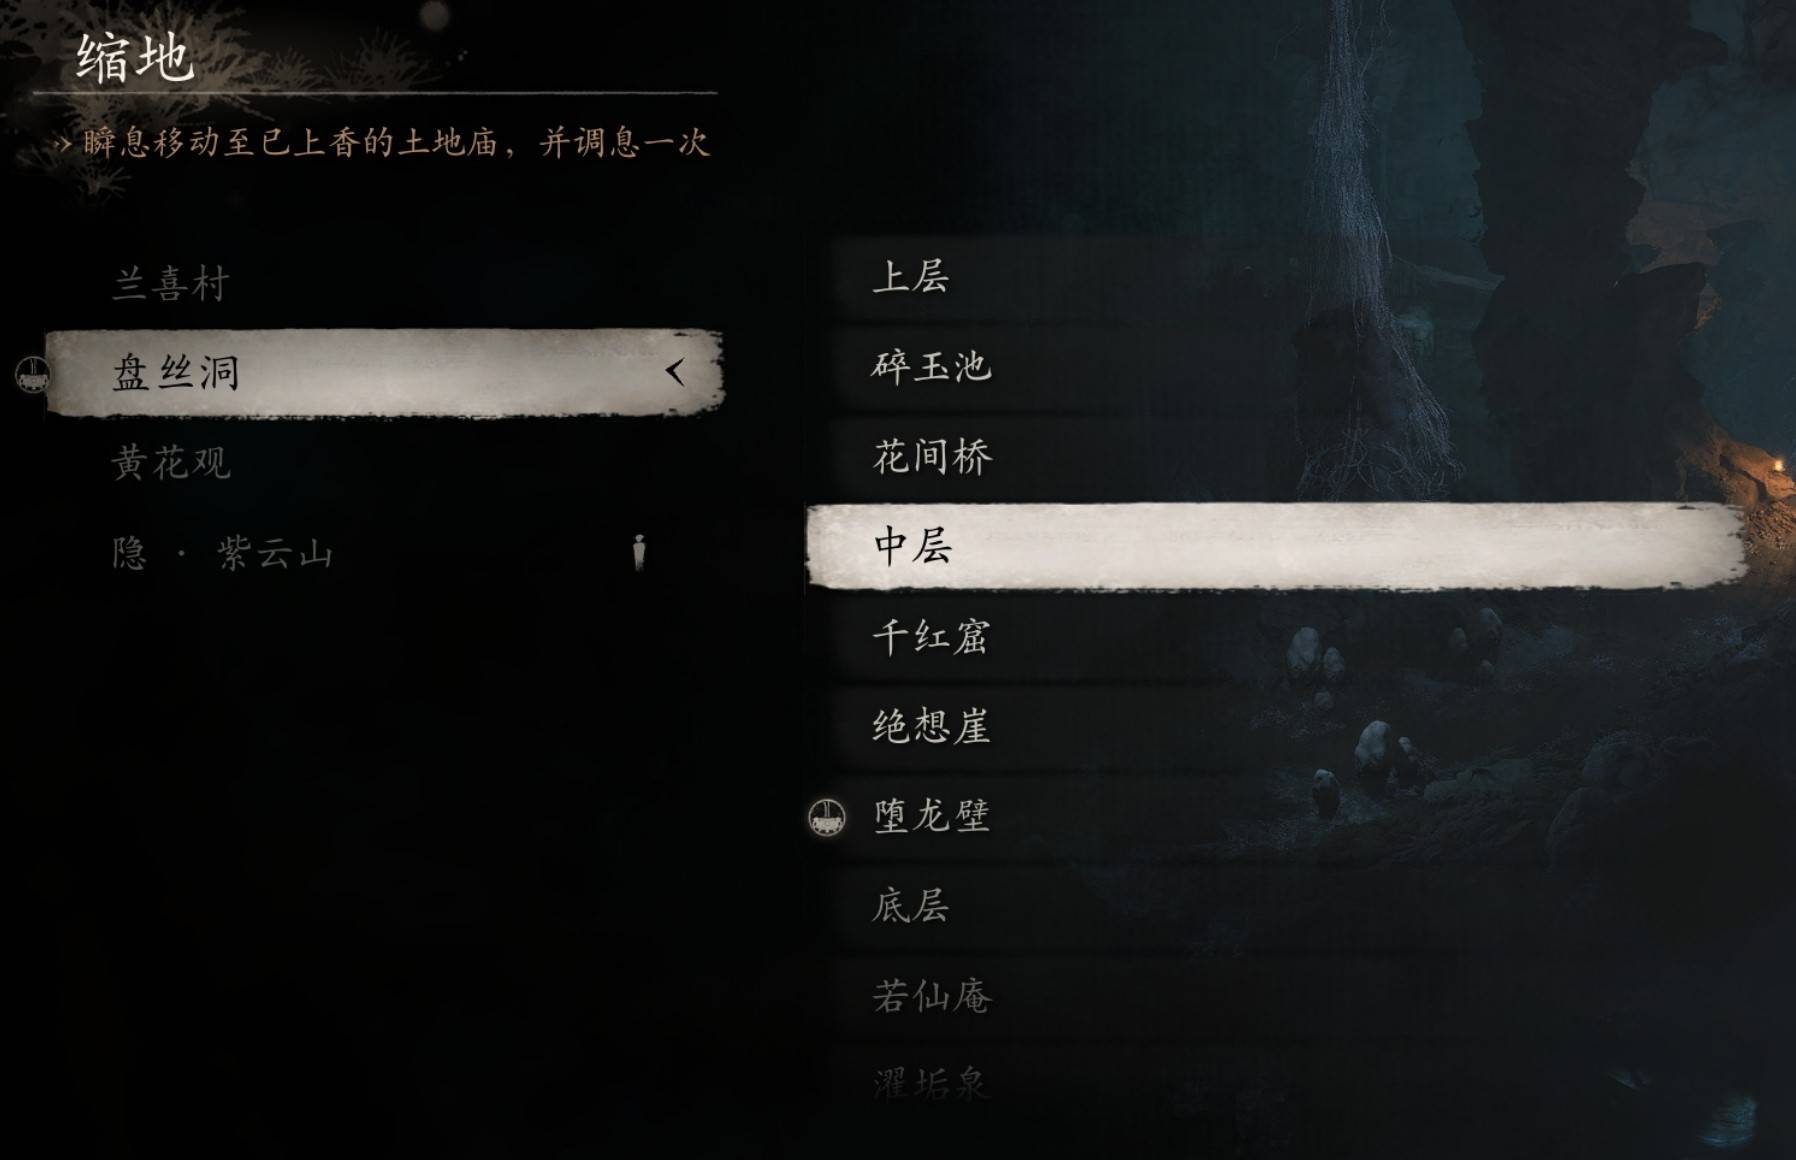 缩地
瞬息移动至已上香的土地庙，并调息一次
兰喜村
盘丝洞
黄花观
隐 · 紫云山
上层
碎玉池
花间桥
中层
千红窟
绝想崖
堕龙壁
底层
若仙庵
濯垢泉